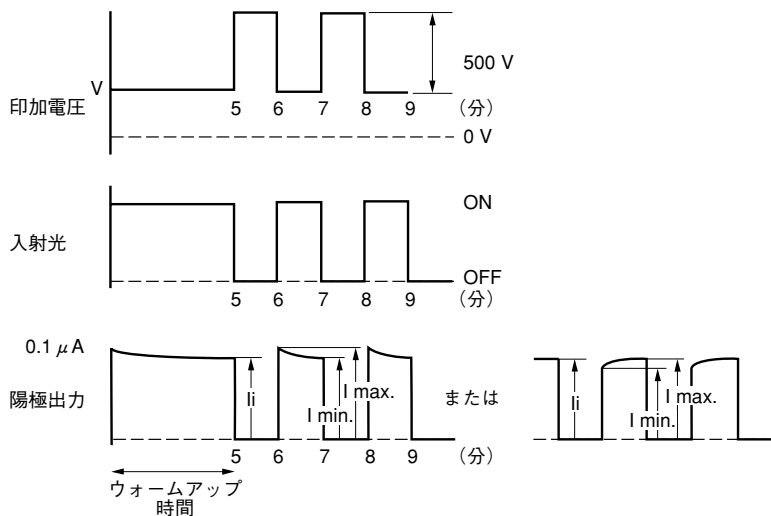 500 V
V
印加電圧
5 6 7 8 9 (分)
0 V
ON
入射光
OFF
5 6 7 8 9 (分)
0.1 μA
陽極出力
Ii
I min.
I max.
または
Ii
I min.
I max.
5 6 7 8 9 (分)
ウォームアップ
時間